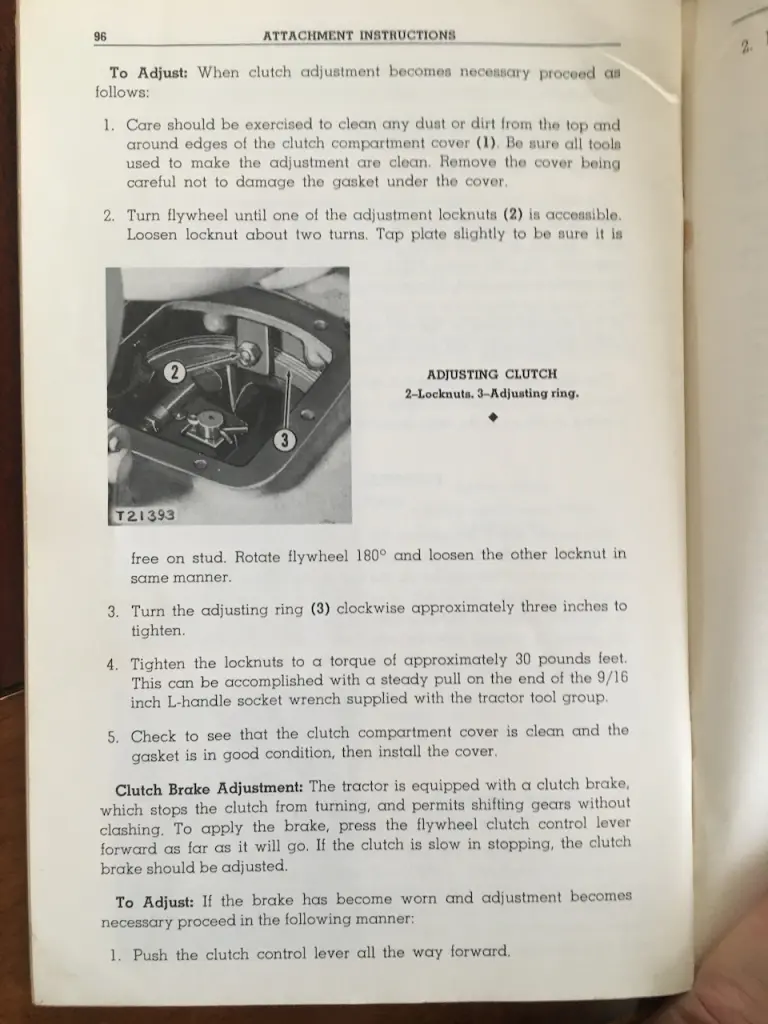 96 ATTACHMENT INSTRUCTIONS
To Adjust: When clutch adjustment becomes necessary proceed as
follows:
1. Care should be exercised to clean any dust or dirt from the top and
around edges of the clutch compartment cover (1). Be sure all tools
used to make the adjustment are clean. Remove the cover being
careful not to damage the gasket under the cover.
2. Turn flywheel until one of the adjustment locknuts (2) is accessible.
Loosen locknut about two turns. Tap plate slightly to be sure it is
2
3
T21393
ADJUSTING CLUTCH
2–Locknuts. 3–Adjusting ring.
free on stud. Rotate flywheel 180° and loosen the other locknut in
same manner.
3. Turn the adjusting ring (3) clockwise approximately three inches to
tighten.
4. Tighten the locknuts to a torque of approximately 30 pounds feet.
This can be accomplished with a steady pull on the end of the 9/16
inch L-handle socket wrench supplied with the tractor tool group.
5. Check to see that the clutch compartment cover is clean and the
gasket is in good condition, then install the cover.
Clutch Brake Adjustment: The tractor is equipped with a clutch brake,
which stops the clutch from turning, and permits shifting gears without
clashing. To apply the brake, press the flywheel clutch control lever
forward as far as it will go. If the clutch is slow in stopping, the clutch
brake should be adjusted.
To Adjust: If the brake has become worn and adjustment becomes
necessary proceed in the following manner:
1. Push the clutch control lever all the way forward.
2.